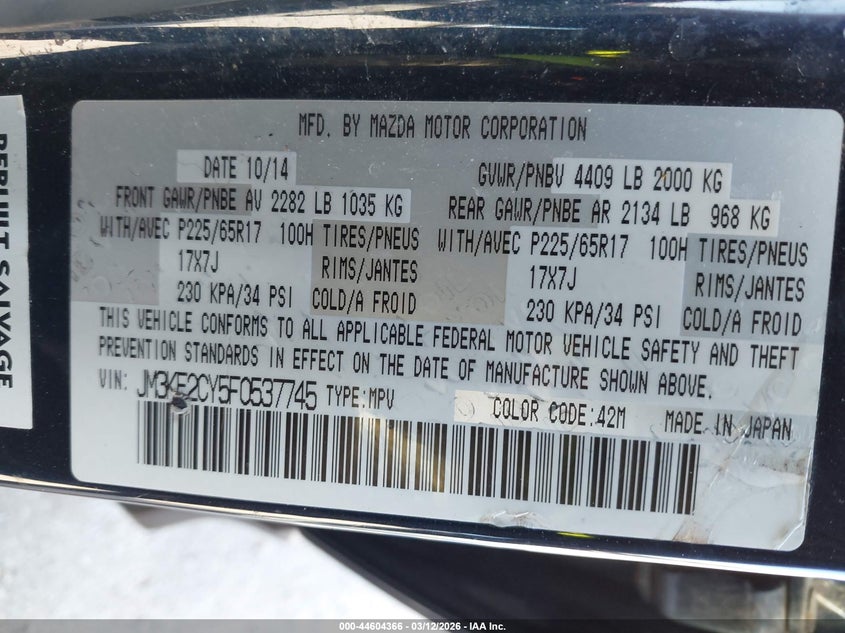 MFD. BY MAZDA MOTOR CORPORATION
DATE 10/14 GVWR/PNBV 4409 LB 2000 KG
FRONT GAWR/PNBE AV 2282 LB 1035 KG REAR GAWR/PNBE AR 2134 LB 968 KG
WITH/AVEC P225/65R17 100H TIRES/PNEUS WITH/AVEC P225/65R17 100H TIRES/PNEUS
17X7J RIMS/JANTES 17X7J RIMS/JANTES
230 KPA/34 PSI COLD/A FROID 230 KPA/34 PSI COLD/A FROID
THIS VEHICLE CONFORMS TO ALL APPLICABLE FEDERAL MOTOR VEHICLE SAFETY AND THEFT
PREVENTION STANDARDS IN EFFECT ON THE DATE OF MANUFACTURE SHOWN ABOVE.
VIN: JM3KE2CY5F0537745 TYPE:MPV
COLOR CODE:42M MADE IN JAPAN
REBUILT SALVAGE
000-44604366 - 03/12/2026 - IAA Inc.